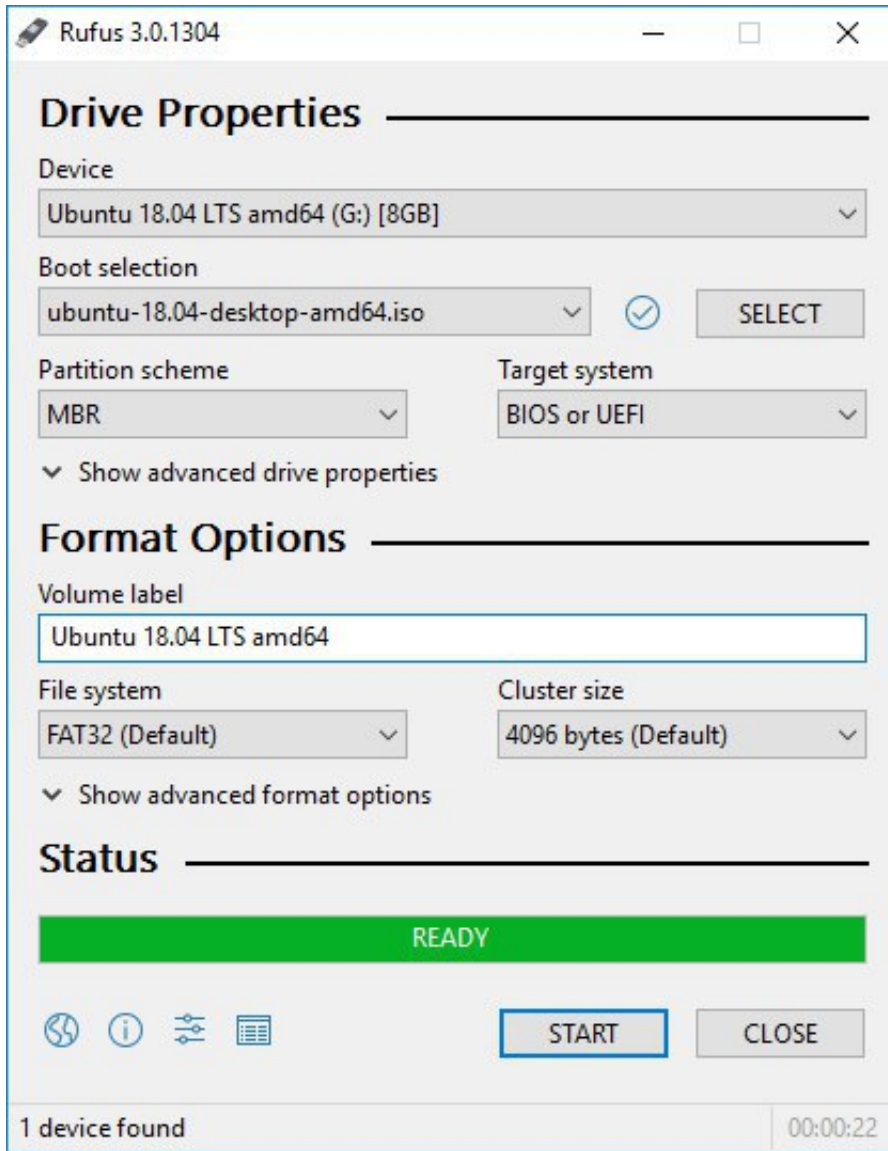 Rufus 3.0.1304
Drive Properties
Device
Ubuntu 18.04 LTS amd64 (G:) [8GB]
Boot selection
ubuntu-18.04-desktop-amd64.iso
SELECT
Partition scheme
Target system
MBR
BIOS or UEFI
Show advanced drive properties
Format Options
Volume label
Ubuntu 18.04 LTS amd64
File system
Cluster size
FAT32 (Default)
4096 bytes (Default)
Show advanced format options
Status
READY
START
CLOSE
1 device found
00:00:22